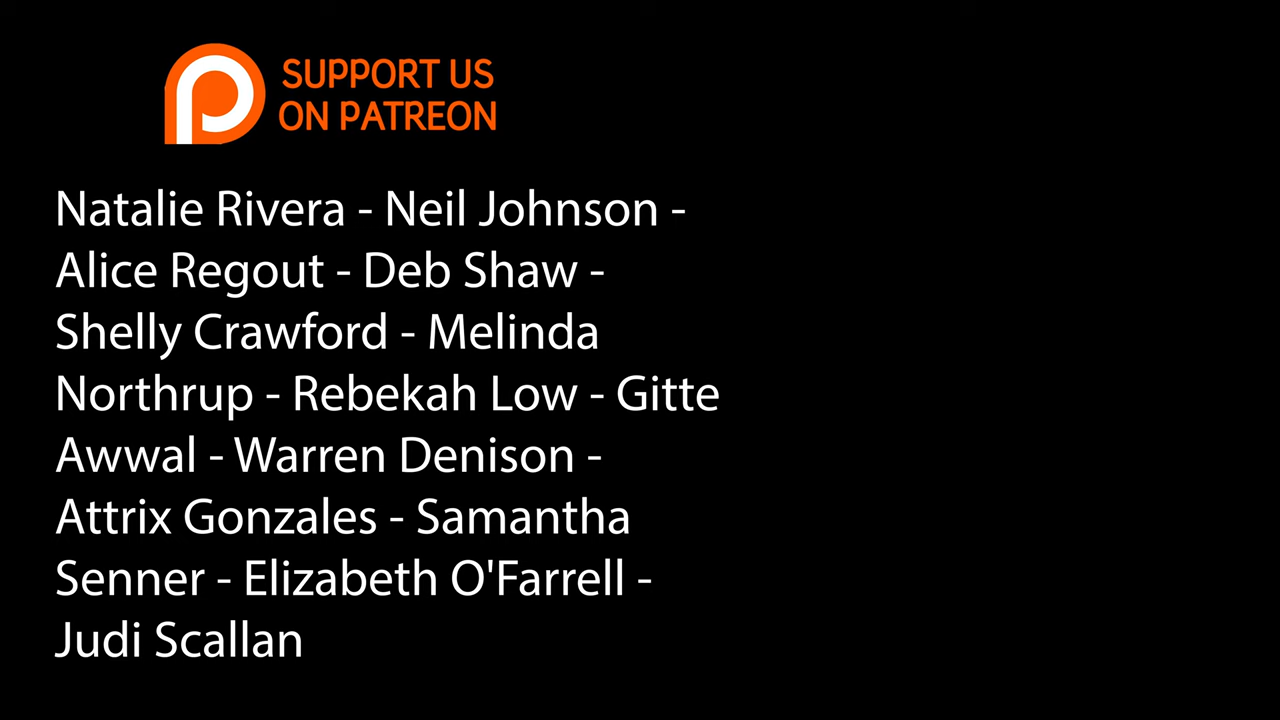 SUPPORT US
ON PATREON
Natalie Rivera - Neil Johnson -
Alice Regout - Deb Shaw -
Shelly Crawford - Melinda
Northrup - Rebekah Low - Gitte
Awwal - Warren Denison -
Attrix Gonzales - Samantha
Senner - Elizabeth O'Farrell -
Judi Scallan